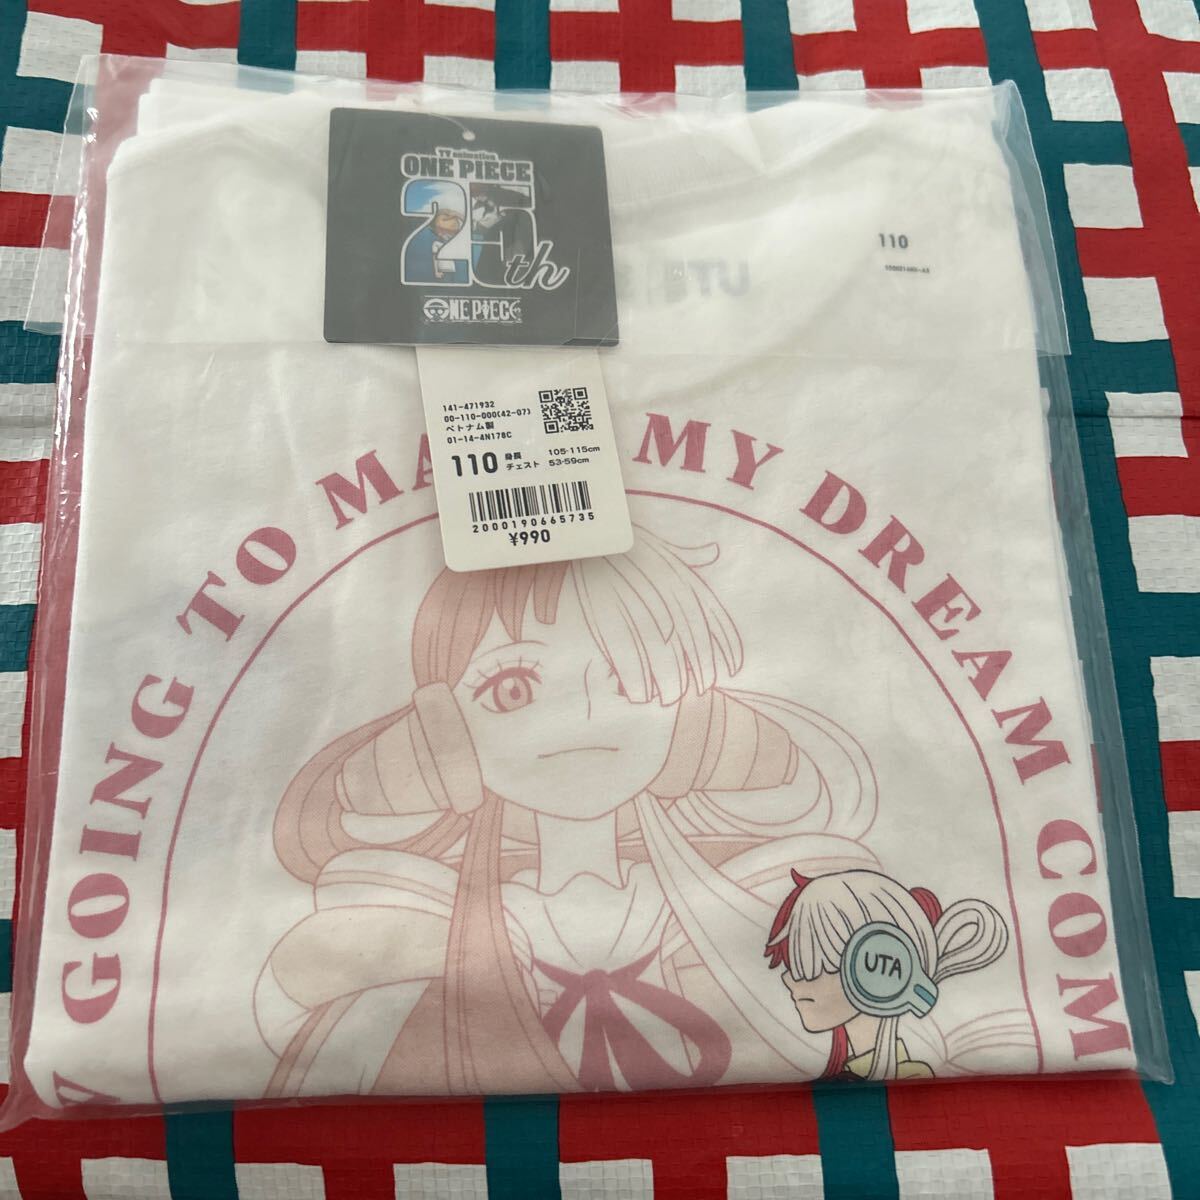 TV animation
ONE PIECE
25th
ONE PIECE
110
141-471932
00-110-000(42-07)
ベトナム製
01-14-4N178C
110 身長 105-115cm
チェスト 53-59cm
2000190665735
¥990
GOING TO MA MY DREAM COM
UTA